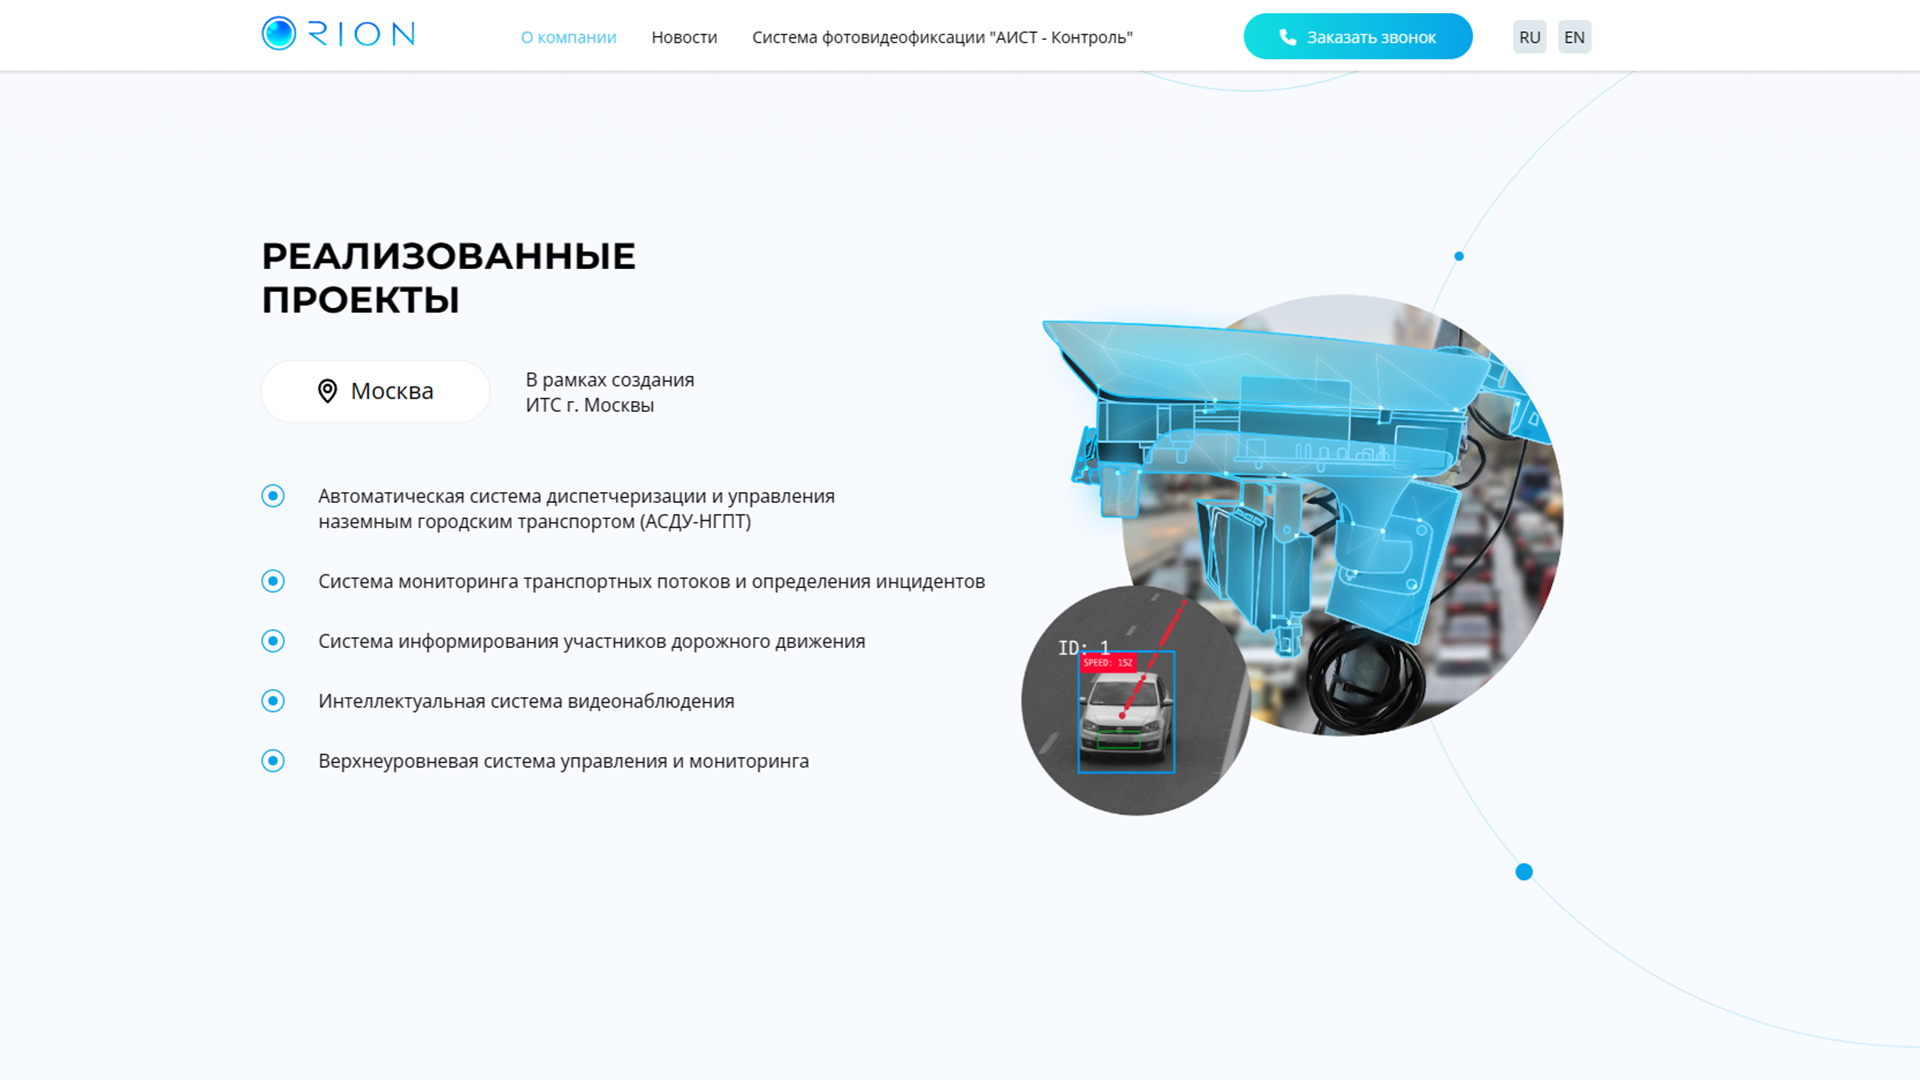 ORION
О компании
Новости
Система фотовидеофиксации "АИСТ - Контроль"
Заказать звонок
RU
EN
РЕАЛИЗОВАННЫЕ
ПРОЕКТЫ
Москва
В рамках создания
ИТС г. Москвы
Автоматическая система диспетчеризации и управления
наземным городским транспортом (АСДУ-НГПТ)
Система мониторинга транспортных потоков и определения инцидентов
Система информирования участников дорожного движения
Интеллектуальная система видеонаблюдения
Верхнеуровневая система управления и мониторинга
ID: 1
SPEED: 152